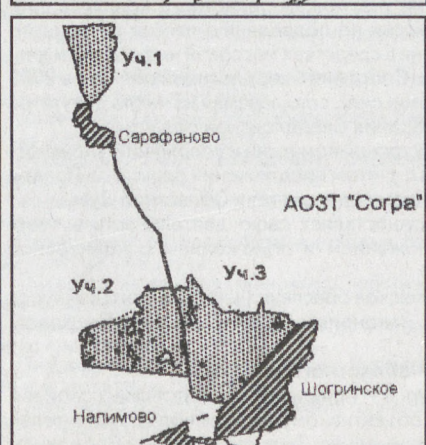 Уч.1
Сарафаново
АОЗТ "Согра"
Уч.2
Уч.3
Шогринское
Налимово